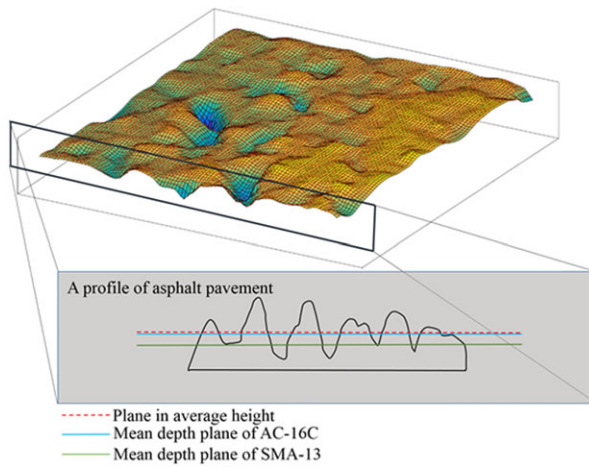 A profile of asphalt pavement
Plane in average height
Mean depth plane of AC-16C
Mean depth plane of SMA-13